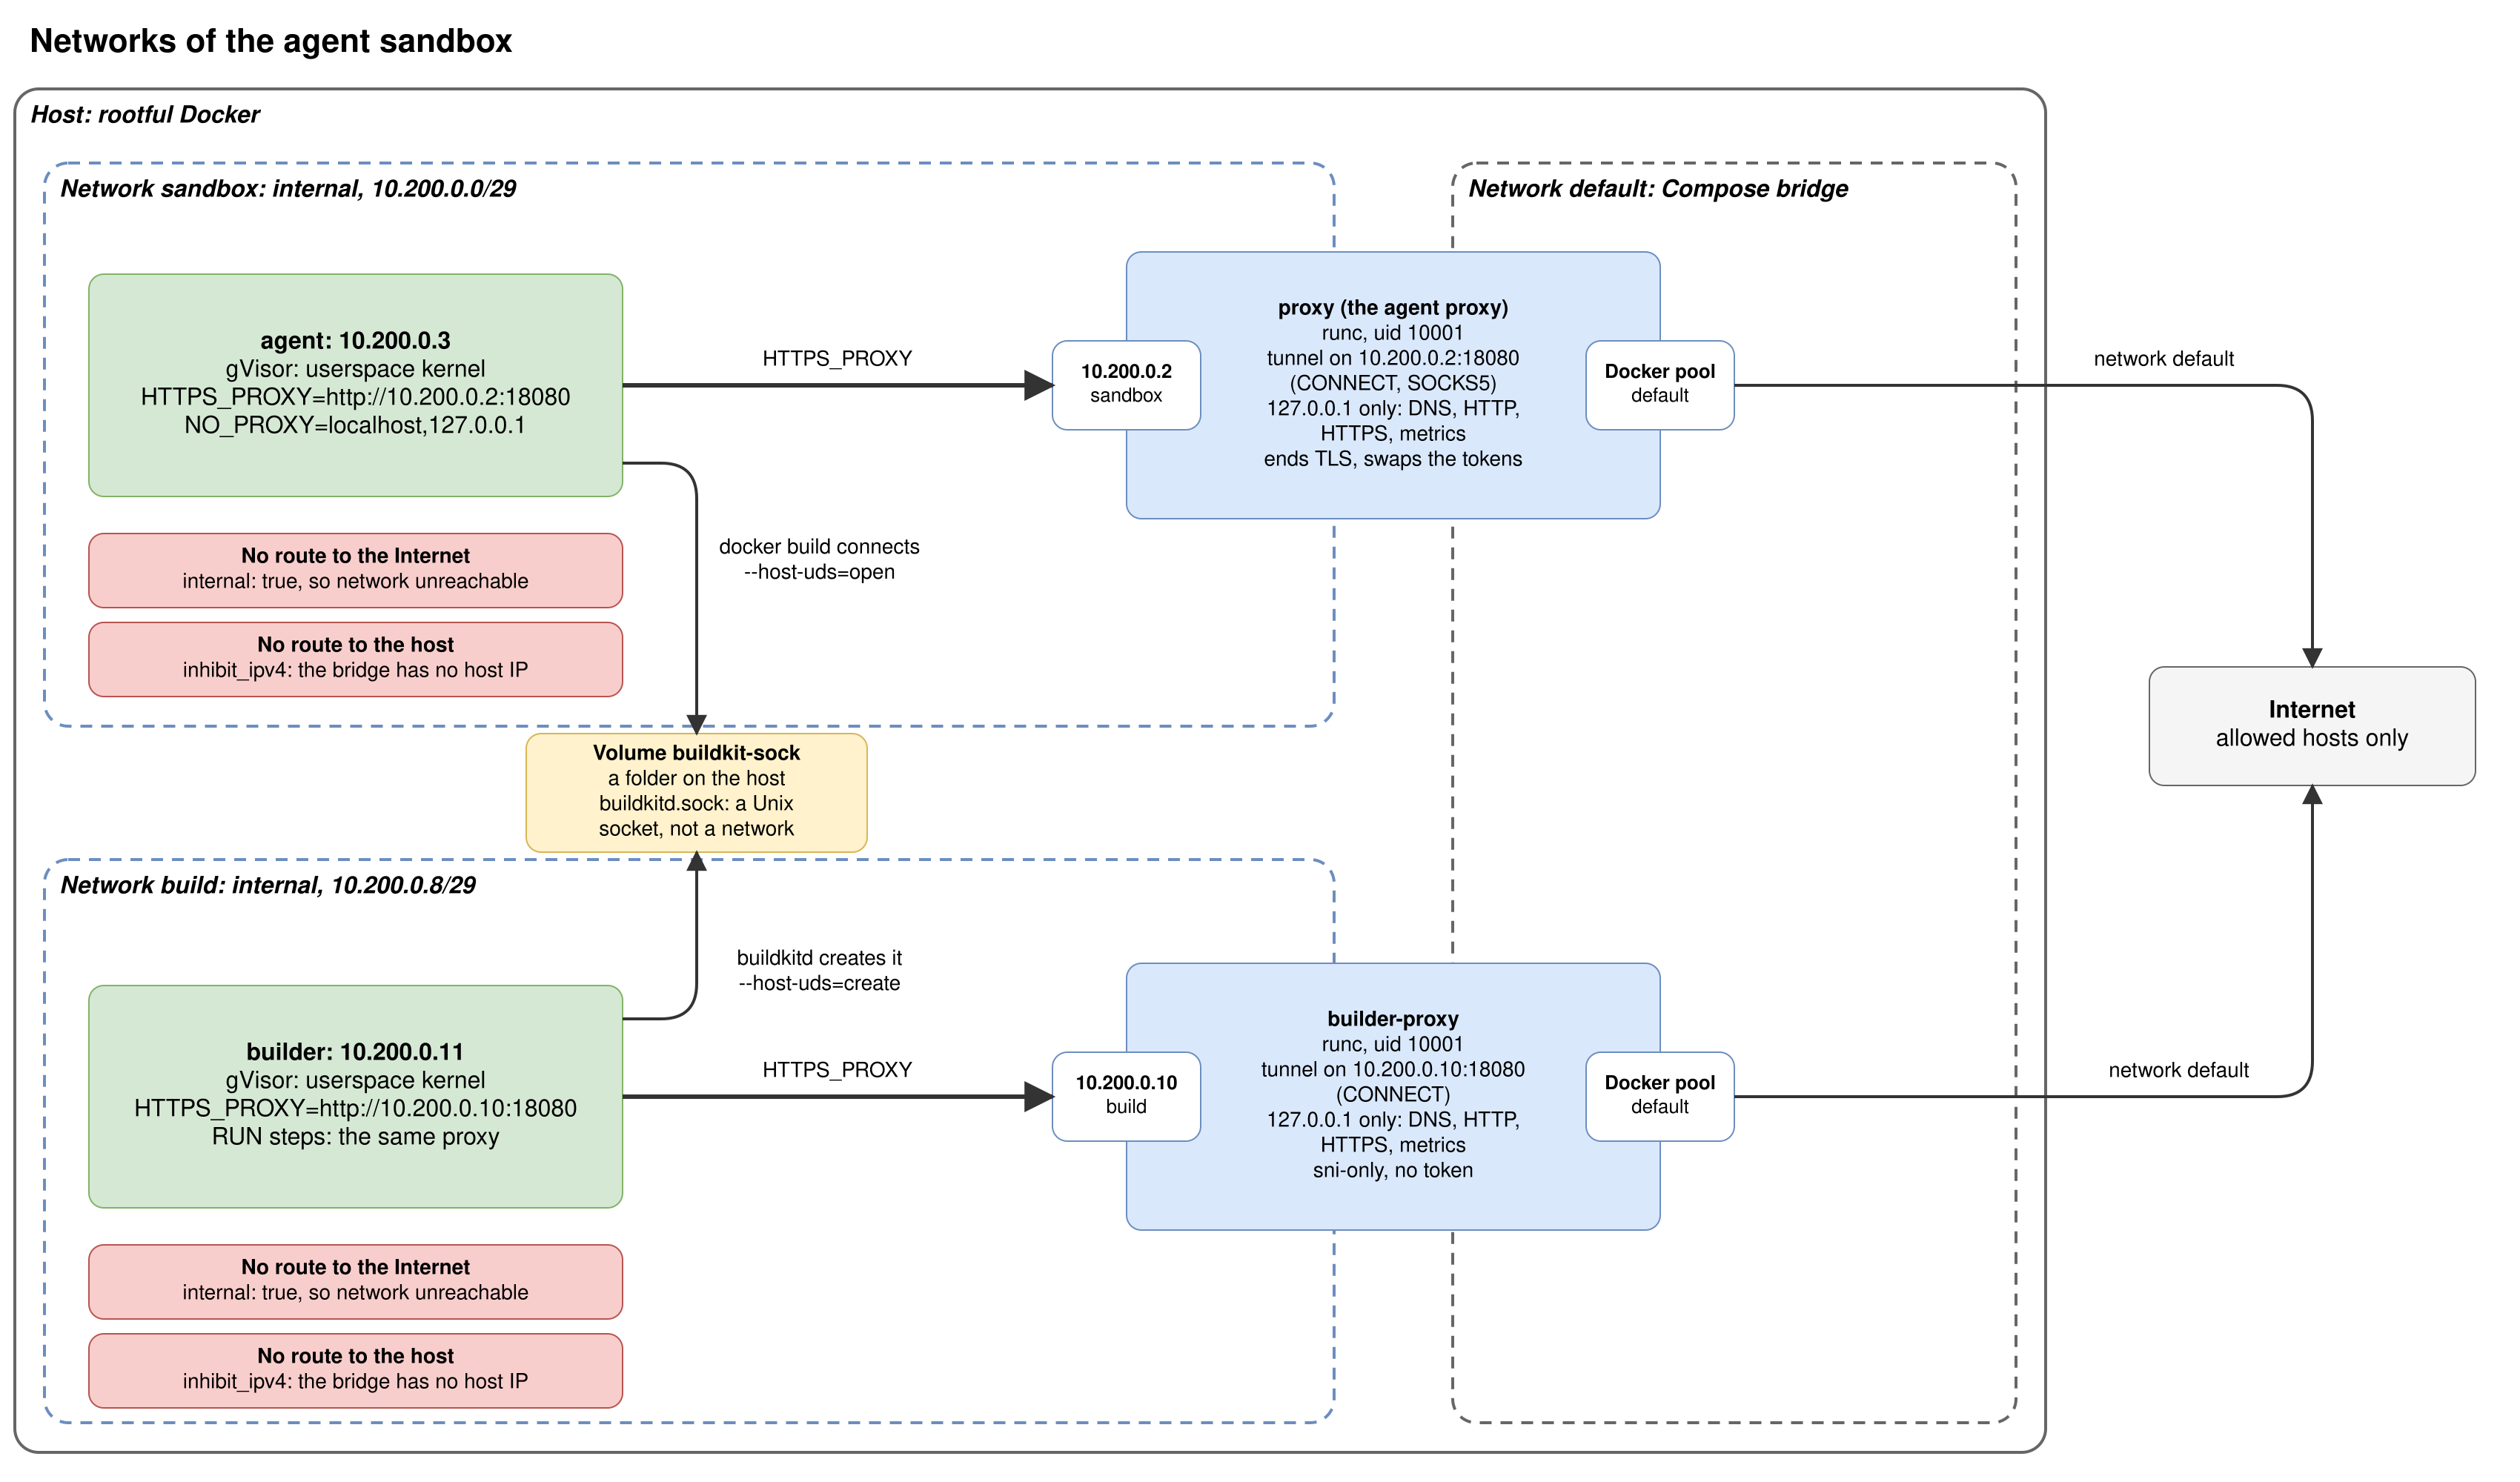 Networks of the agent sandbox
Host: rootful Docker
Network sandbox: internal, 10.200.0.0/29
Network default: Compose bridge
agent: 10.200.0.3
gVisor: userspace kernel
HTTPS_PROXY=http://10.200.0.2:18080
NO_PROXY=localhost,127.0.0.1
HTTPS_PROXY
10.200.0.2
sandbox
proxy (the agent proxy)
runc, uid 10001
tunnel on 10.200.0.2:18080
(CONNECT, SOCKS5)
127.0.0.1 only: DNS, HTTP,
HTTPS, metrics
ends TLS, swaps the tokens
Docker pool
default
network default
No route to the Internet
internal: true, so network unreachable
docker build connects
--host-uds=open
No route to the host
inhibit_ipv4: the bridge has no host IP
Internet
allowed hosts only
Volume buildkit-sock
a folder on the host
buildkitd.sock: a Unix
socket, not a network
Network build: internal, 10.200.0.8/29
buildkitd creates it
--host-uds=create
builder: 10.200.0.11
gVisor: userspace kernel
HTTPS_PROXY=http://10.200.0.10:18080
RUN steps: the same proxy
HTTPS_PROXY
10.200.0.10
build
builder-proxy
runc, uid 10001
tunnel on 10.200.0.10:18080
(CONNECT)
127.0.0.1 only: DNS, HTTP,
HTTPS, metrics
sni-only, no token
Docker pool
default
network default
No route to the Internet
internal: true, so network unreachable
No route to the host
inhibit_ipv4: the bridge has no host IP